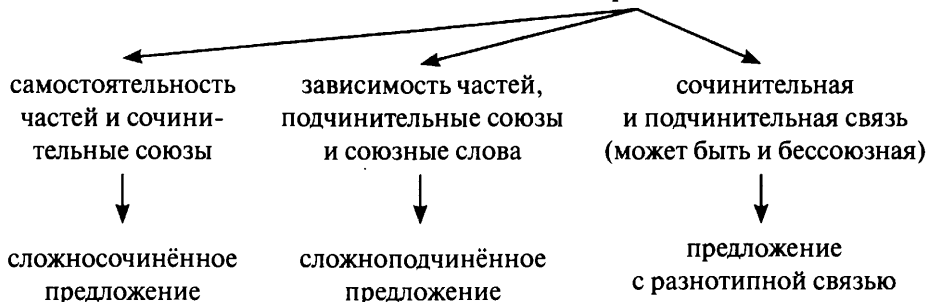 самостоятельность
частей и сочини-
тельные союзы
зависимость частей,
подчинительные союзы
и союзные слова
сочинительная
и подчинительная связь
(может быть и бессоюзная)
сложносочинённое
предложение
сложноподчинённое
предложение
предложение
с разнотипной связью